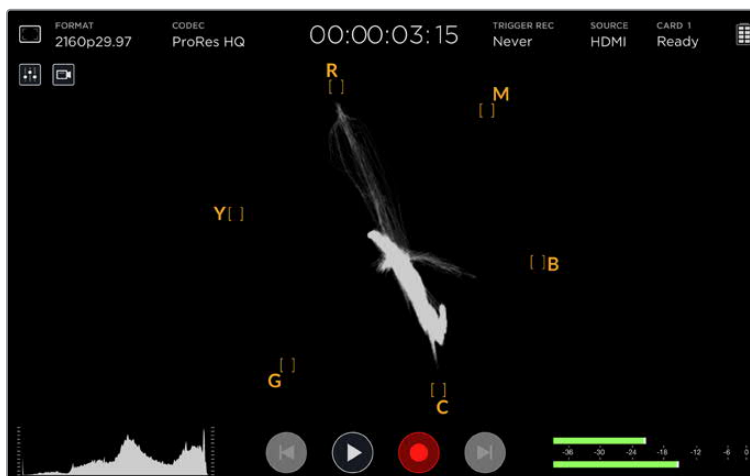 FORMAT
2160p29.97
CODEC
ProRes HQ
00:00:03:15
TRIGGER REC
Never
SOURCE
HDMI
CARD 1
Ready
R
M
Y
B
G
C
-36 -30 -24 -18 -12 -6 0